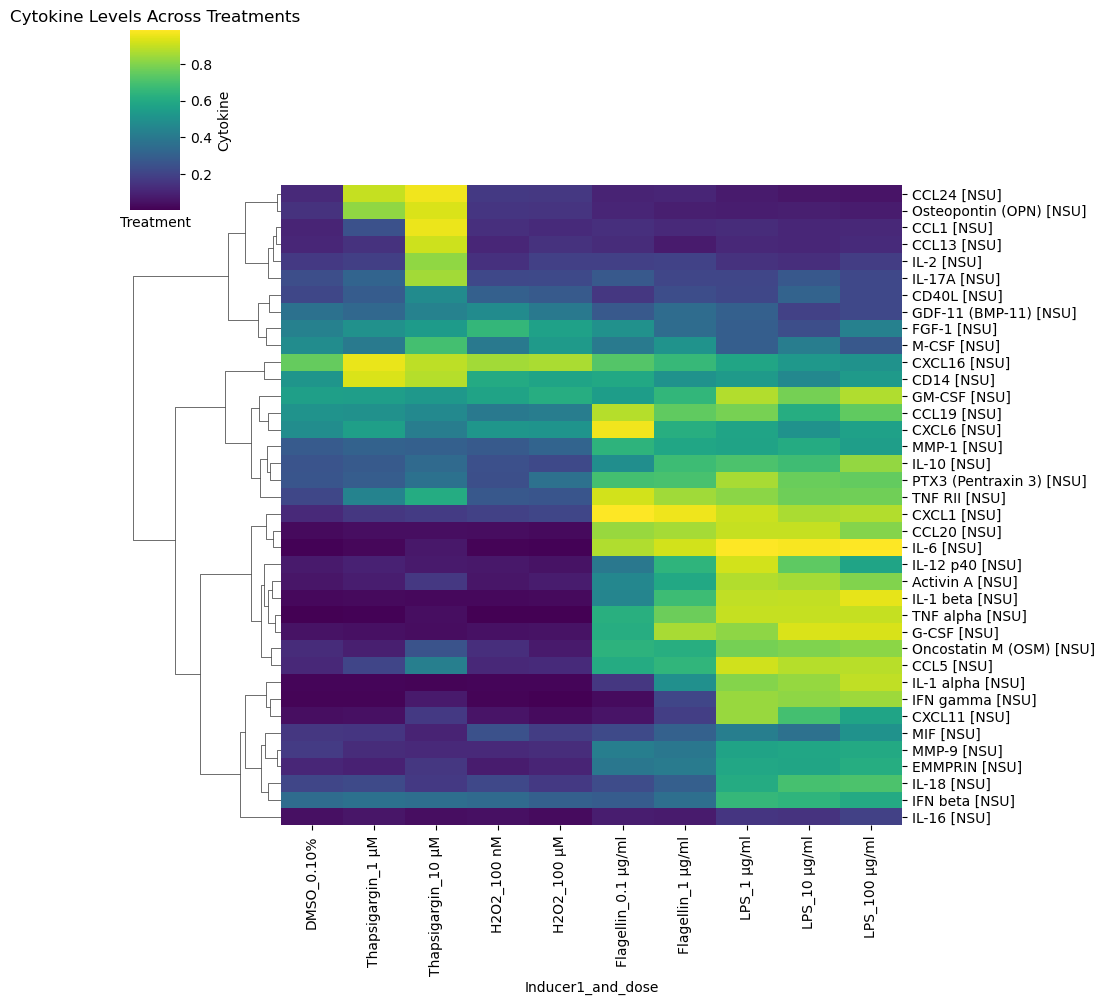 Cytokine Levels Across Treatments
0.8
0.6
0.4
0.2
Cytokine
Treatment
CCL24 [NSU]
Osteopontin (OPN) [NSU]
CCL1 [NSU]
CCL13 [NSU]
IL-2 [NSU]
IL-17A [NSU]
CD40L [NSU]
GDF-11 (BMP-11) [NSU]
FGF-1 [NSU]
M-CSF [NSU]
CXCL16 [NSU]
CD14 [NSU]
GM-CSF [NSU]
CCL19 [NSU]
CXCL6 [NSU]
MMP-1 [NSU]
IL-10 [NSU]
PTX3 (Pentraxin 3) [NSU]
TNF RII [NSU]
CXCL1 [NSU]
CCL20 [NSU]
IL-6 [NSU]
IL-12 p40 [NSU]
Activin A [NSU]
IL-1 beta [NSU]
TNF alpha [NSU]
G-CSF [NSU]
Oncostatin M (OSM) [NSU]
CCL5 [NSU]
IL-1 alpha [NSU]
IFN gamma [NSU]
CXCL11 [NSU]
MIF [NSU]
MMP-9 [NSU]
EMMPRIN [NSU]
IL-18 [NSU]
IFN beta [NSU]
IL-16 [NSU]
DMSO_0.10%
Thapsigargin_1 µM
Thapsigargin_10 µM
H2O2_100 nM
H2O2_100 µM
Flagellin_0.1 µg/ml
Flagellin_1 µg/ml
LPS_1 µg/ml
LPS_10 µg/ml
LPS_100 µg/ml
Inducer1_and_dose